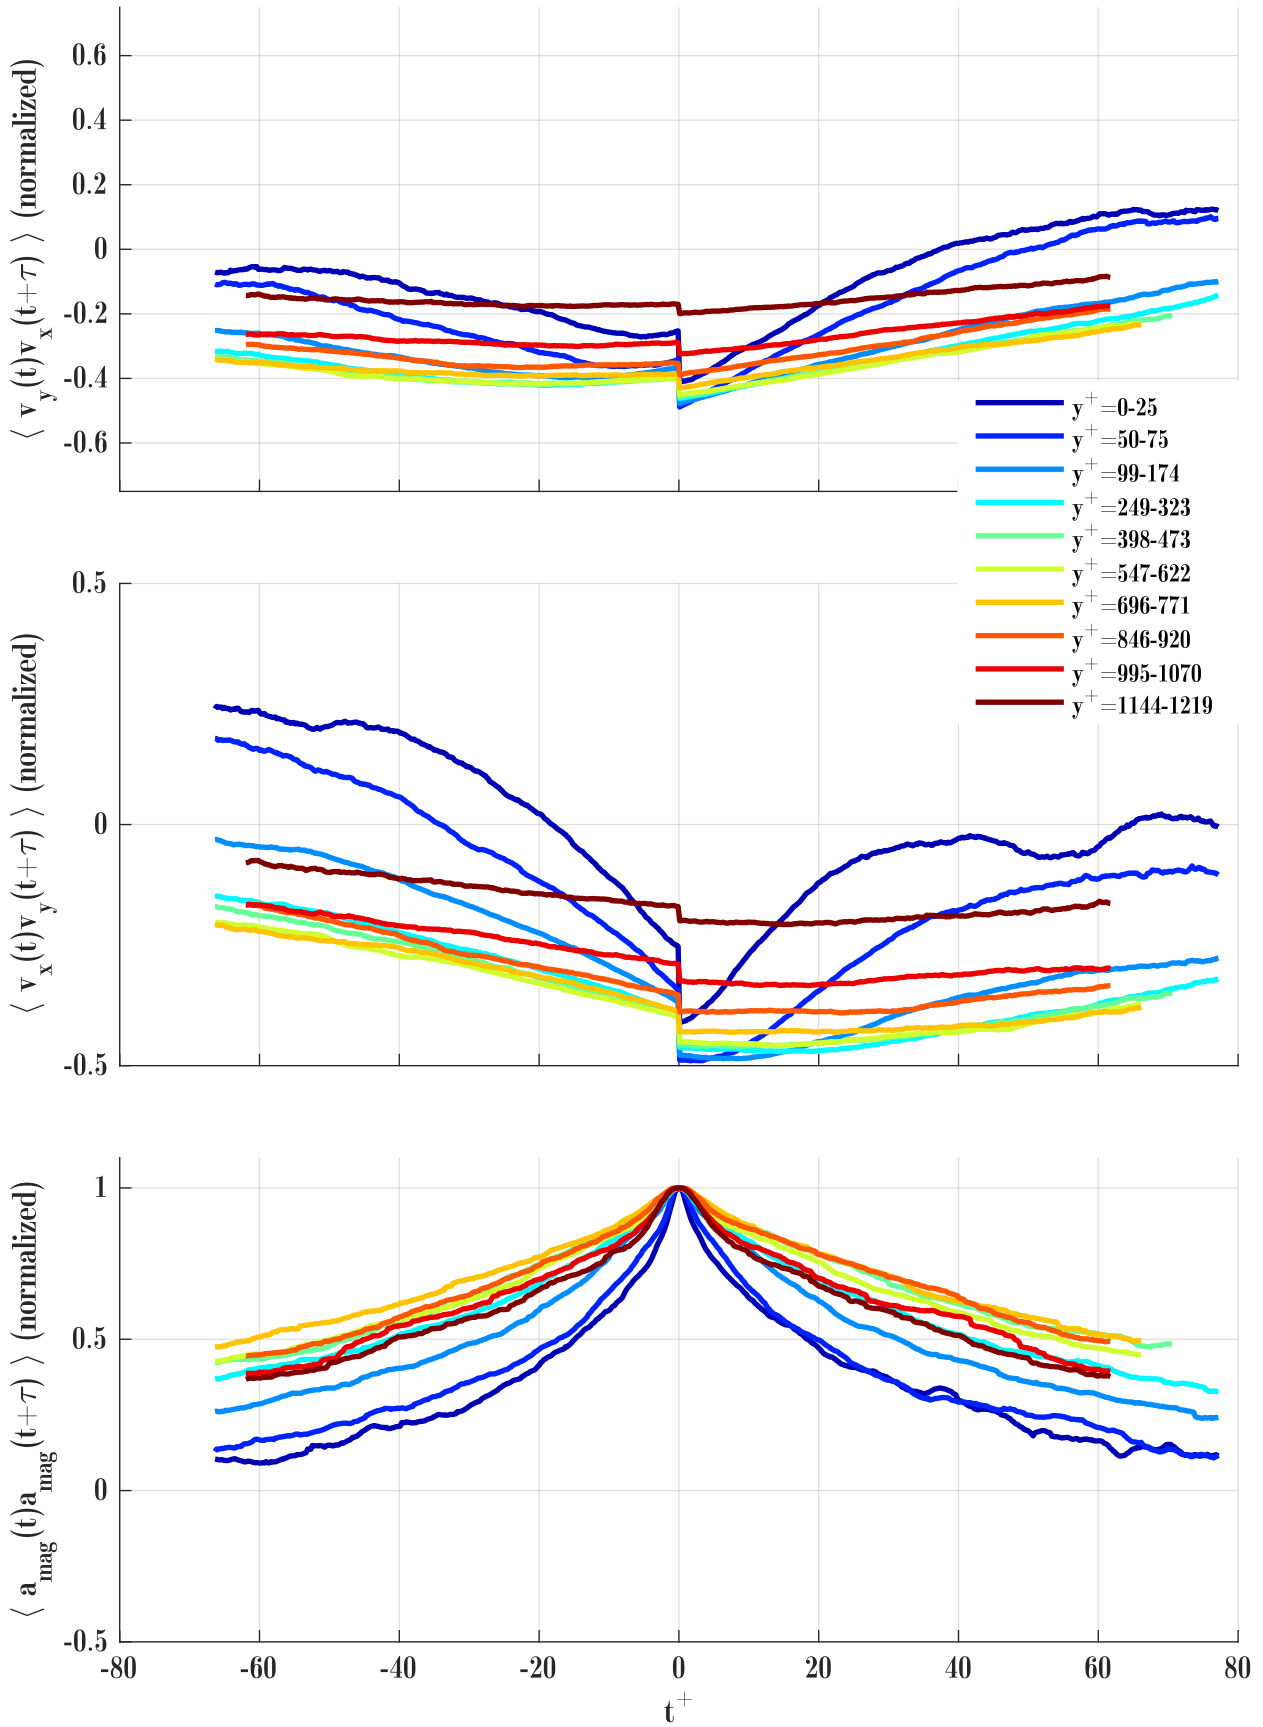 ⟨ v_y(t)v_x(t+τ) ⟩ (normalized)
0.6
0.4
0.2
0
-0.2
-0.4
-0.6
y^+=0-25
y^+=50-75
y^+=99-174
y^+=249-323
y^+=398-473
y^+=547-622
y^+=696-771
y^+=846-920
y^+=995-1070
y^+=1144-1219
⟨ v_x(t)v_y(t+τ) ⟩ (normalized)
0.5
0
-0.5
⟨ a_mag(t)a_mag(t+τ) ⟩ (normalized)
1
0.5
0
-0.5
-80 -60 -40 -20 0 20 40 60 80
t^+